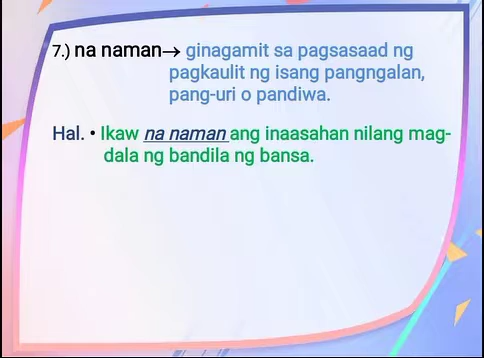 7.) na naman→ ginagamit sa pagsasaad ng
pagkaulit ng isang pangngalan,
pang-uri o pandiwa.
Hal. • Ikaw na naman ang inaasahan nilang mag-
dala ng bandila ng bansa.